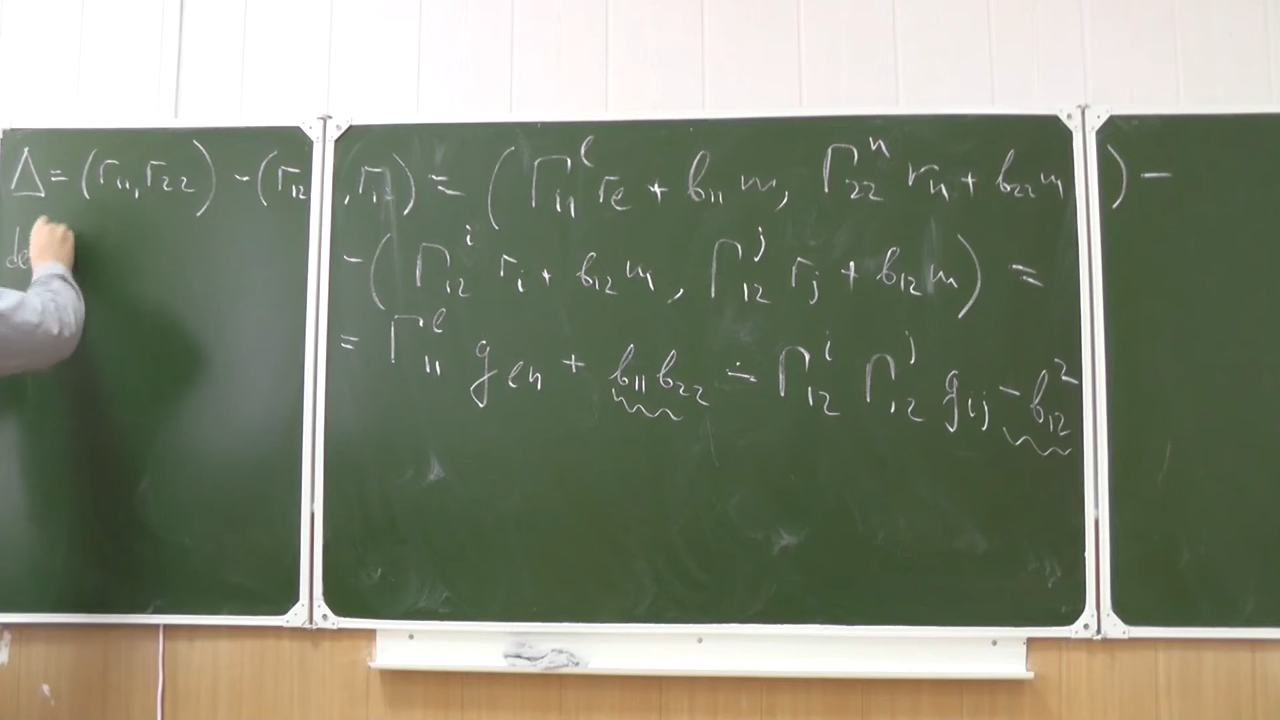 Δ = (r₁₁, r₂₂) - (r₁₂, r₁₂) = (Γ₁₁^ℓ r_ℓ + b₁₁ m, Γ₂₂^n r_n + b₂₂ m) -
- (Γ₁₂^i r_i + b₁₂ m, Γ₁₂^j r_j + b₁₂ m) =
de
= Γ₁₁^ℓ g_ℓn + b₁₁ b₂₂ - Γ₁₂^i Γ₁₂^j g_ij - b₁₂²